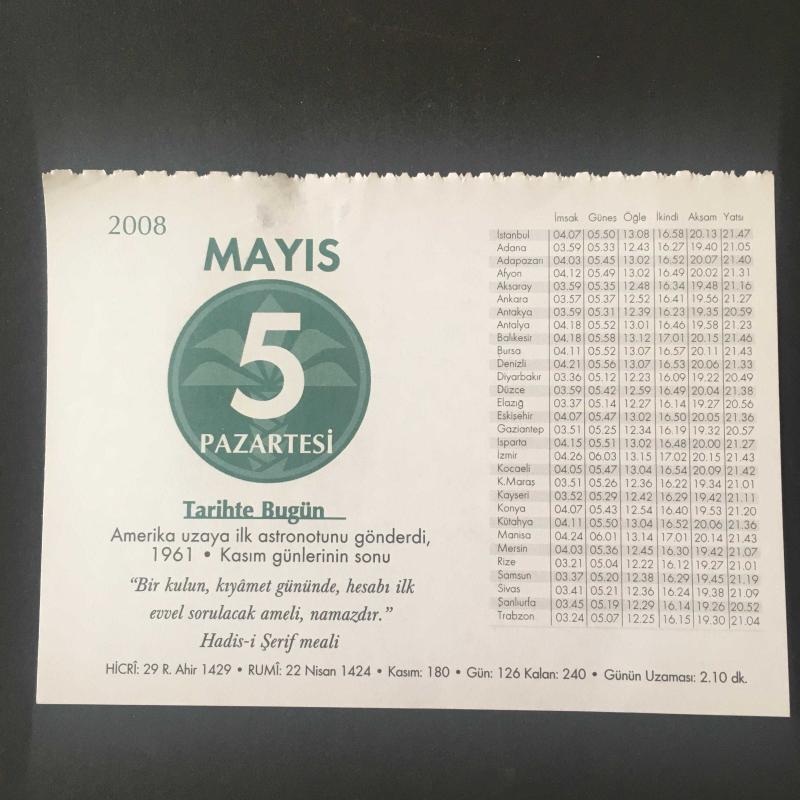 2008
MAYIS
5
PAZARTESİ
Tarihte Bugün
Amerika uzaya ilk astronotunu gönderdi,
1961 • Kasım günlerinin sonu
“Bir kulun, kıyâmet gününde, hesabı ilk
evvel sorulacak ameli, namazdır.”
Hadis-i Şerif meali
İmsak Güneş Öğle İkindi Akşam Yatsı
İstanbul 04.07 05.50 13.08 16.58 20.13 21.47
Adana 03.59 05.33 12.43 16.27 19.40 21.05
Adapazarı 04.03 05.45 13.02 16.52 20.07 21.40
Afyon 04.12 05.49 13.02 16.49 20.02 21.31
Aksaray 03.59 05.35 12.48 16.34 19.48 21.16
Ankara 03.57 05.37 12.52 16.41 19.56 21.27
Antakya 03.59 05.31 12.39 16.23 19.35 20.59
Antalya 04.18 05.52 13.01 16.46 19.58 21.23
Balıkesir 04.18 05.58 13.12 17.01 20.15 21.46
Bursa 04.11 05.52 13.07 16.57 20.11 21.43
Denizli 04.21 05.56 13.07 16.53 20.06 21.33
Diyarbakır 03.36 05.12 12.23 16.09 19.22 20.49
Düzce 03.59 05.42 12.59 16.49 20.04 21.38
Elazığ 03.37 05.14 12.27 16.14 19.27 20.56
Eskişehir 04.07 05.47 13.02 16.50 20.05 21.36
Gaziantep 03.51 05.25 12.34 16.19 19.32 20.57
Isparta 04.15 05.51 13.02 16.48 20.00 21.27
İzmir 04.26 06.03 13.15 17.02 20.15 21.43
Kocaeli 04.05 05.47 13.04 16.54 20.09 21.42
K.Maraş 03.51 05.26 12.36 16.22 19.34 21.01
Kayseri 03.52 05.29 12.42 16.29 19.42 21.11
Konya 04.07 05.43 12.54 16.40 19.53 21.20
Kütahya 04.11 05.50 13.04 16.52 20.06 21.36
Manisa 04.24 06.01 13.14 17.01 20.14 21.43
Mersin 04.03 05.36 12.45 16.30 19.42 21.07
Rize 03.21 05.04 12.22 16.12 19.27 21.01
Samsun 03.37 05.20 12.38 16.29 19.45 21.19
Sivas 03.41 05.21 12.36 16.24 19.38 21.09
Şanlıurfa 03.45 05.19 12.29 16.14 19.26 20.52
Trabzon 03.24 05.07 12.25 16.15 19.30 21.04
HİCRÎ: 29 R. Ahir 1429 • RUMÎ: 22 Nisan 1424 • Kasım: 180 • Gün: 126 Kalan: 240 • Günün Uzaması: 2.10 dk.